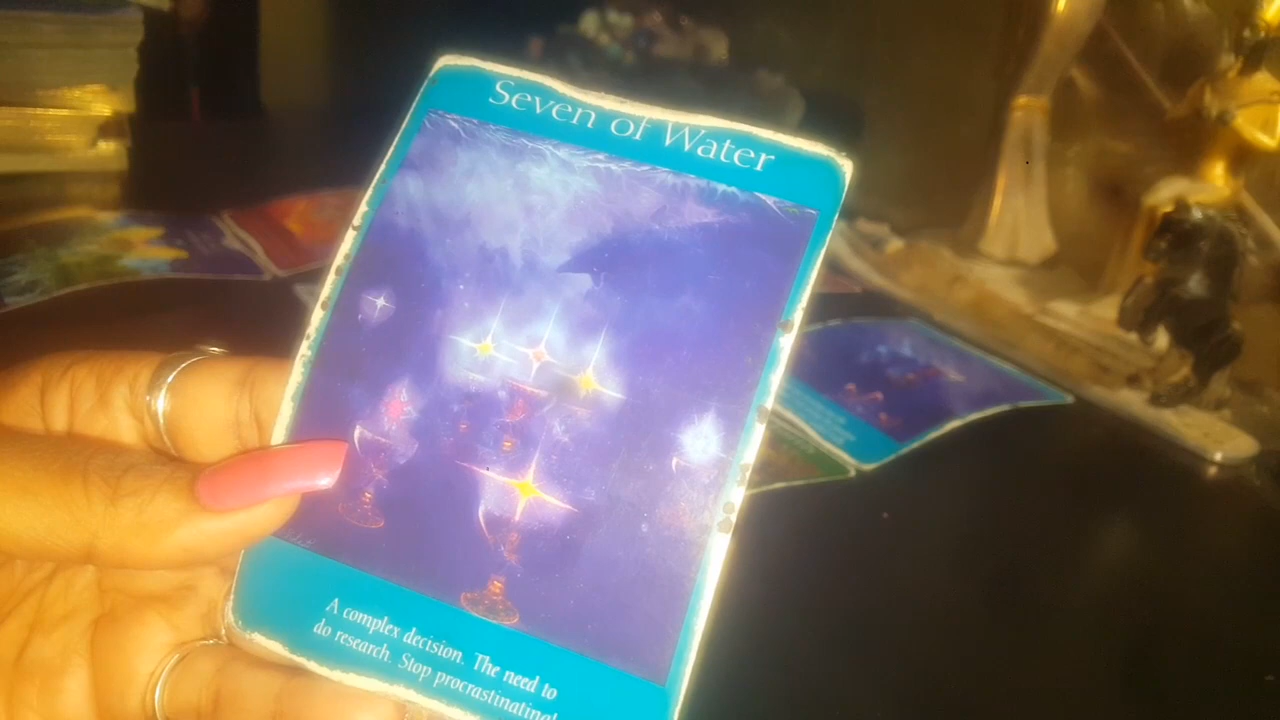 Seven of Water
A complex decision. The need to
do research. Stop procrastinating!